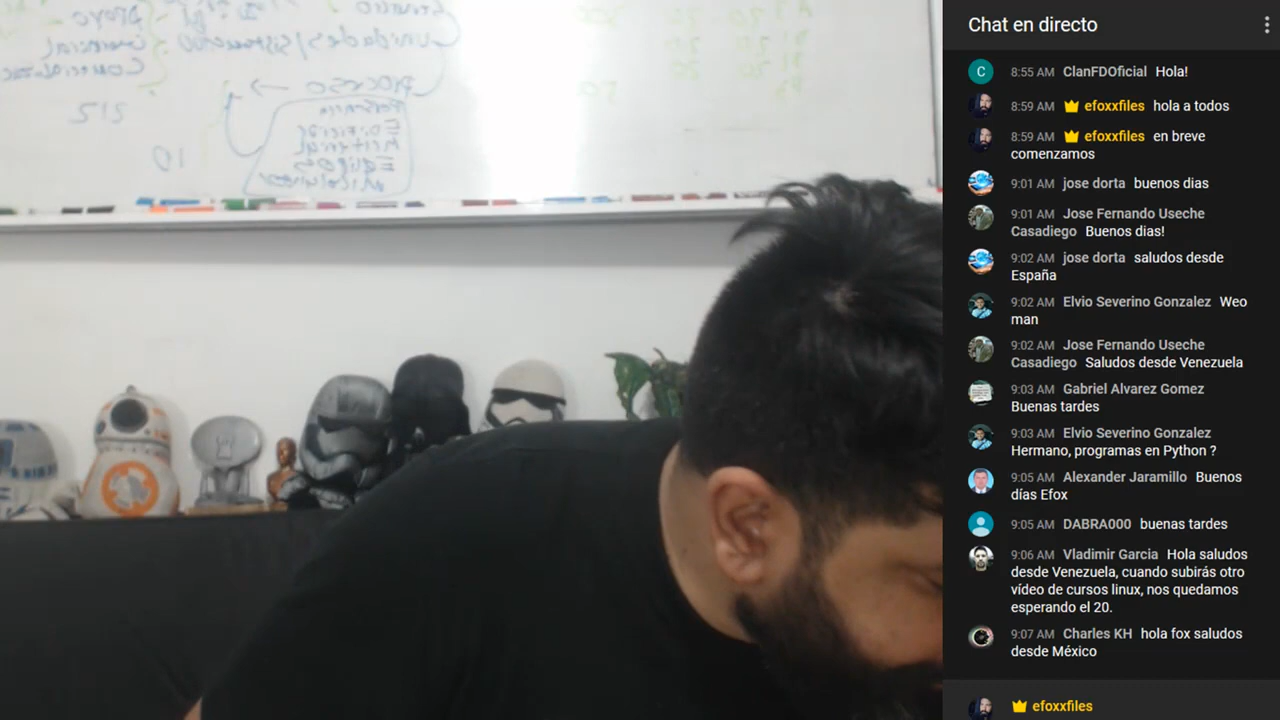 Chat en directo
8:55 AM ClanFDOficial Hola!
8:59 AM efoxxfiles hola a todos
8:59 AM efoxxfiles en breve
comenzamos
9:01 AM jose dorta buenos dias
9:01 AM Jose Fernando Useche
Casadiego Buenos dias!
9:02 AM jose dorta saludos desde
España
9:02 AM Elvio Severino Gonzalez Weo
man
9:02 AM Jose Fernando Useche
Casadiego Saludos desde Venezuela
9:03 AM Gabriel Alvarez Gomez
Buenas tardes
9:03 AM Elvio Severino Gonzalez
Hermano, programas en Python ?
9:05 AM Alexander Jaramillo Buenos
días Efox
9:05 AM DABRA000 buenas tardes
9:06 AM Vladimir Garcia Hola saludos
desde Venezuela, cuando subirás otro
vídeo de cursos linux, nos quedamos
esperando el 20.
9:07 AM Charles KH hola fox saludos
desde México
efoxxfiles
proceso
Equipos